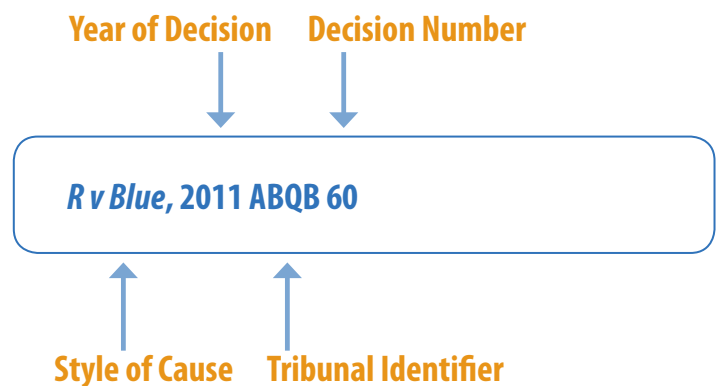 Year of Decision Decision Number
R v Blue, 2011 ABQB 60
Style of Cause Tribunal Identifier